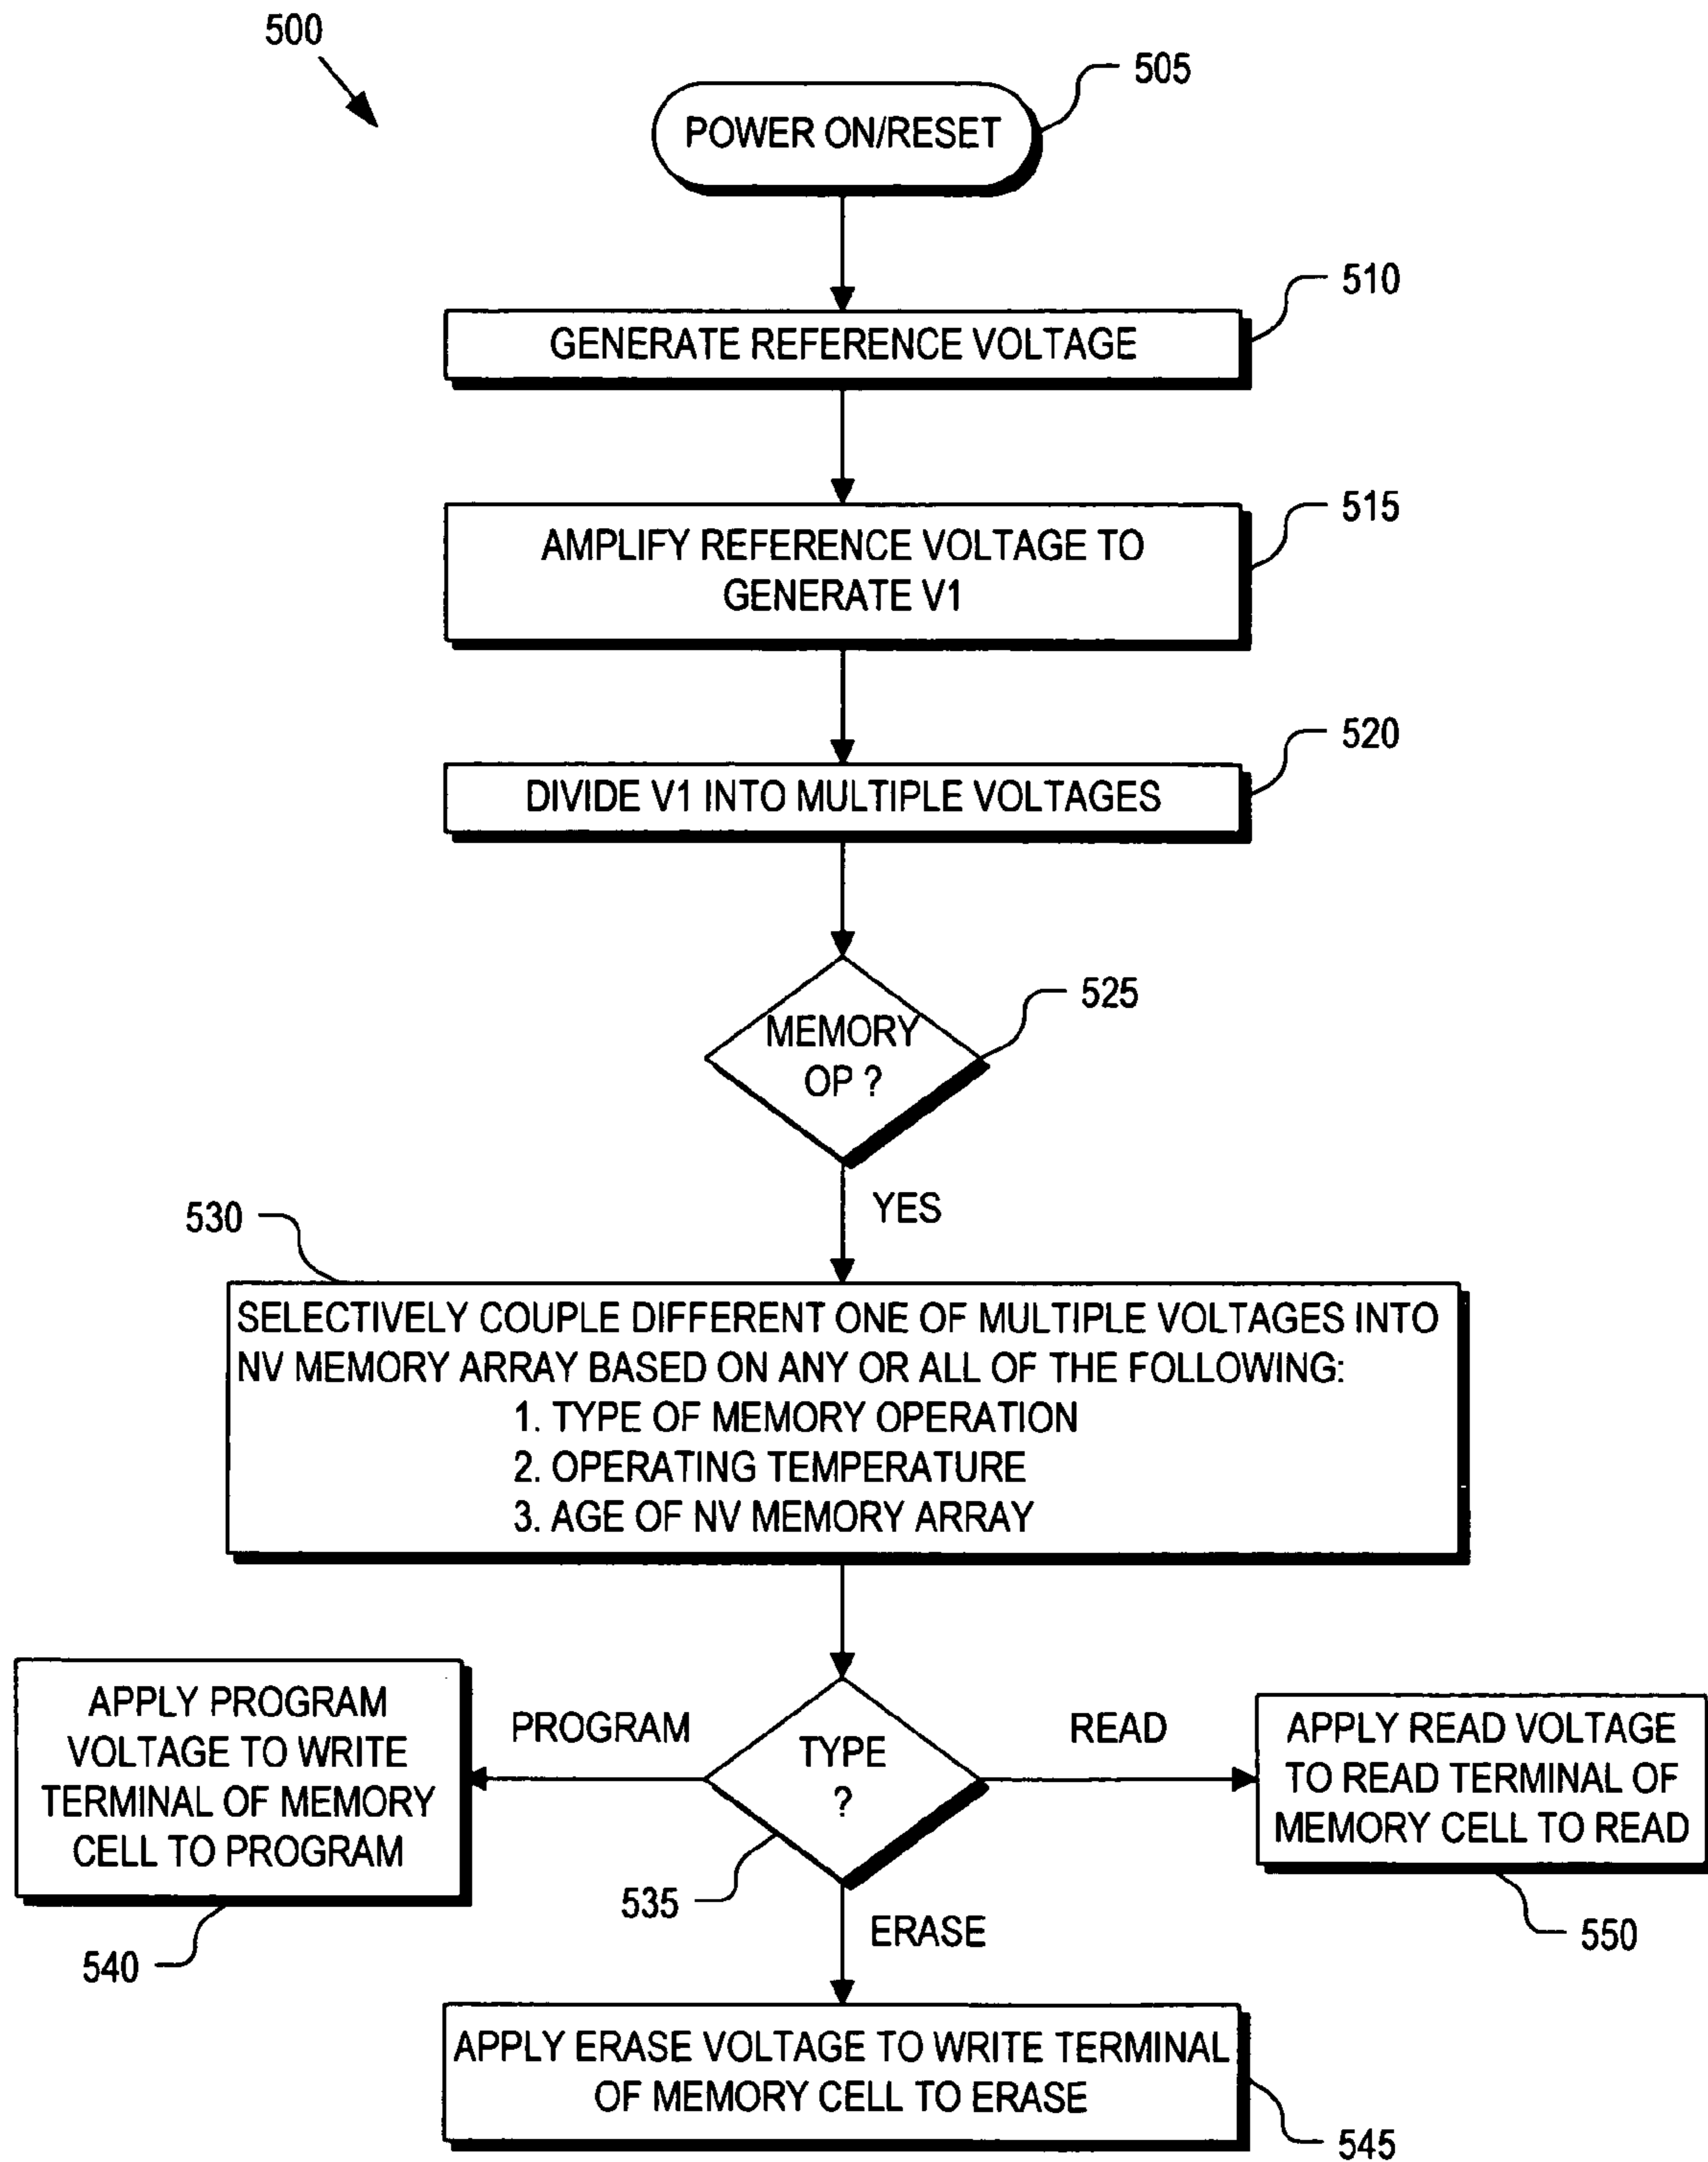 500
505
POWER ON/RESET
510
GENERATE REFERENCE VOLTAGE
515
AMPLIFY REFERENCE VOLTAGE TO
GENERATE V1
520
DIVIDE V1 INTO MULTIPLE VOLTAGES
525
MEMORY
OP ?
YES
530
SELECTIVELY COUPLE DIFFERENT ONE OF MULTIPLE VOLTAGES INTO
NV MEMORY ARRAY BASED ON ANY OR ALL OF THE FOLLOWING:
1. TYPE OF MEMORY OPERATION
2. OPERATING TEMPERATURE
3. AGE OF NV MEMORY ARRAY
APPLY PROGRAM
VOLTAGE TO WRITE
TERMINAL OF MEMORY
CELL TO PROGRAM
540
PROGRAM
TYPE
?
535
READ
APPLY READ VOLTAGE
TO READ TERMINAL OF
MEMORY CELL TO READ
550
ERASE
APPLY ERASE VOLTAGE TO WRITE TERMINAL
OF MEMORY CELL TO ERASE
545